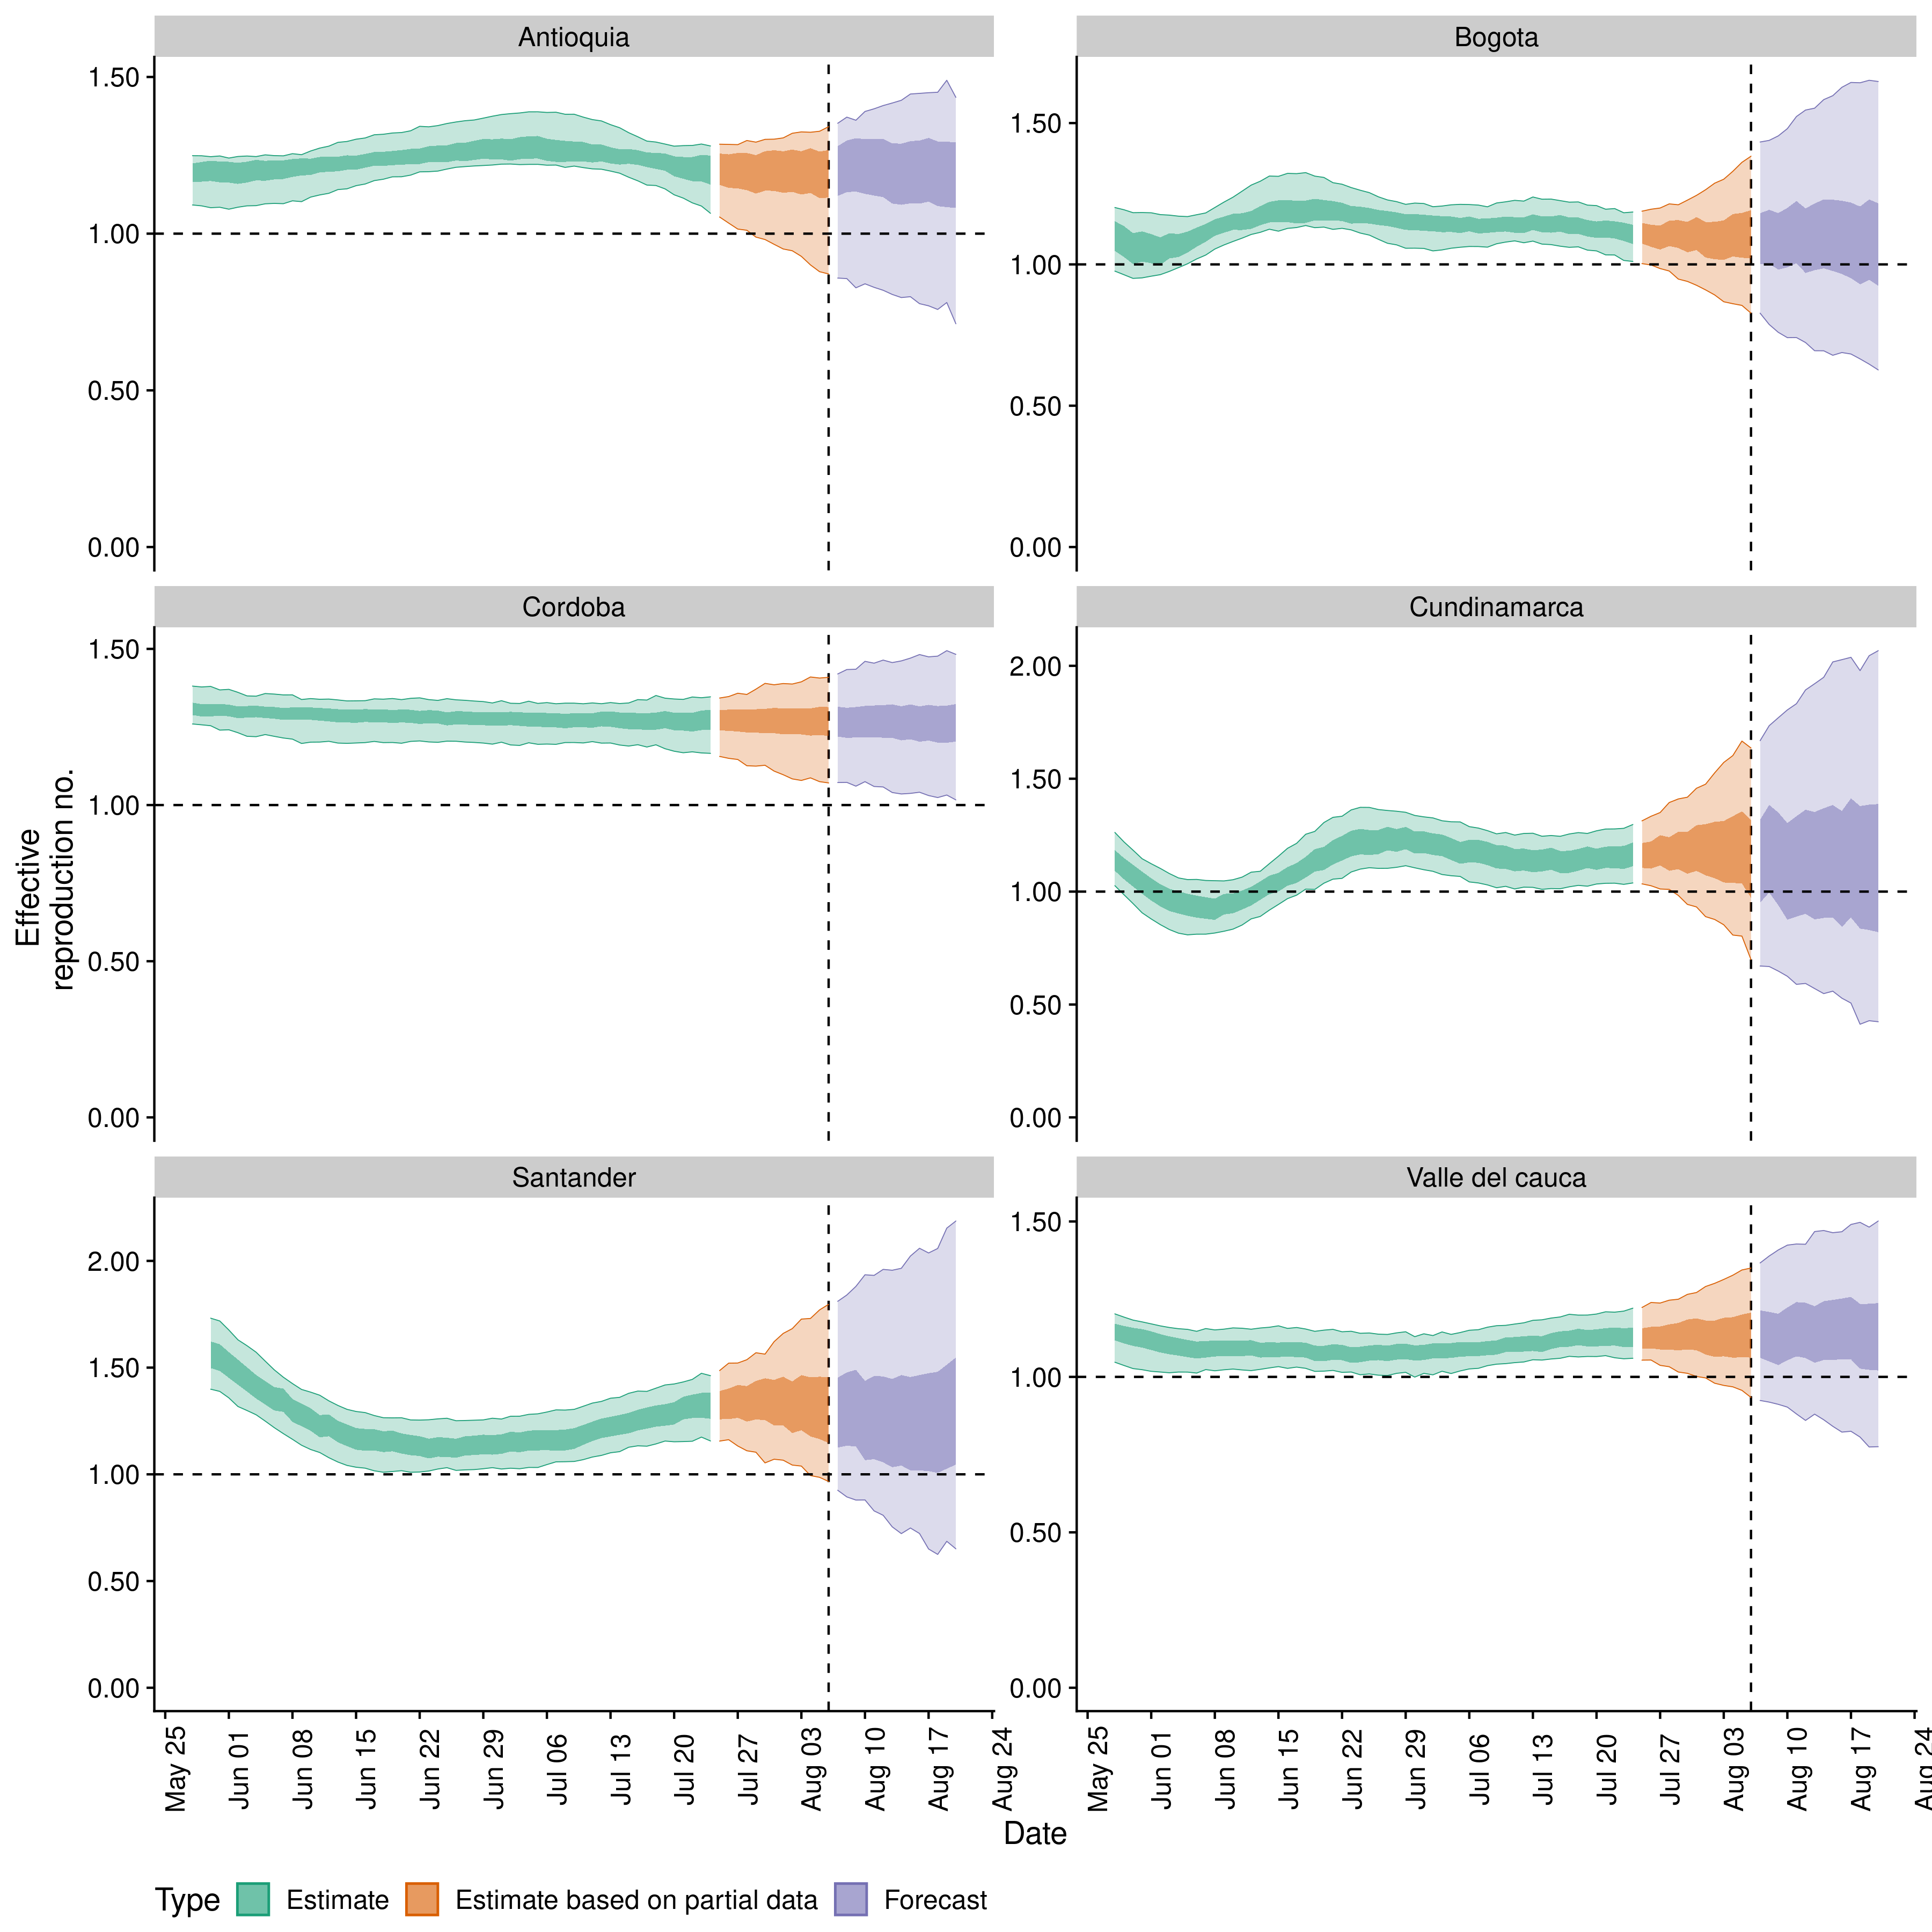 Antioquia
Bogota
1.50
1.00
0.50
0.00
1.50
1.00
0.50
0.00
Cordoba
Cundinamarca
1.50
1.00
0.50
0.00
2.00
1.50
1.00
0.50
0.00
Santander
Valle del cauca
2.00
1.50
1.00
0.50
0.00
1.50
1.00
0.50
0.00
Effective
reproduction no.
May 25
Jun 01
Jun 08
Jun 15
Jun 22
Jun 29
Jul 06
Jul 13
Jul 20
Jul 27
Aug 03
Aug 10
Aug 17
Aug 24
May 25
Jun 01
Jun 08
Jun 15
Jun 22
Jun 29
Jul 06
Jul 13
Jul 20
Jul 27
Aug 03
Aug 10
Aug 17
Aug 24
Date
Type Estimate Estimate based on partial data Forecast